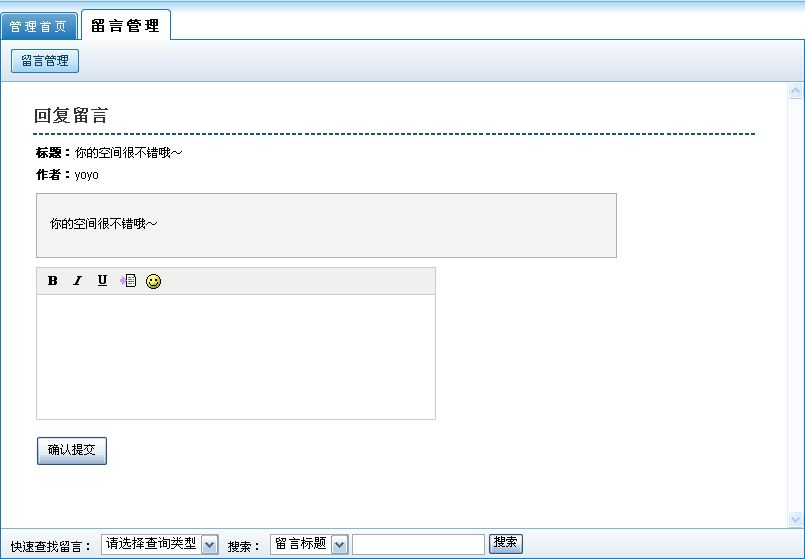 管理首页 留言管理
留言管理
回复留言
标题：你的空间很不错哦～
作者：yoyo
你的空间很不错哦～
B I U
确认提交
快速查找留言： 请选择查询类型 搜索： 留言标题 搜索